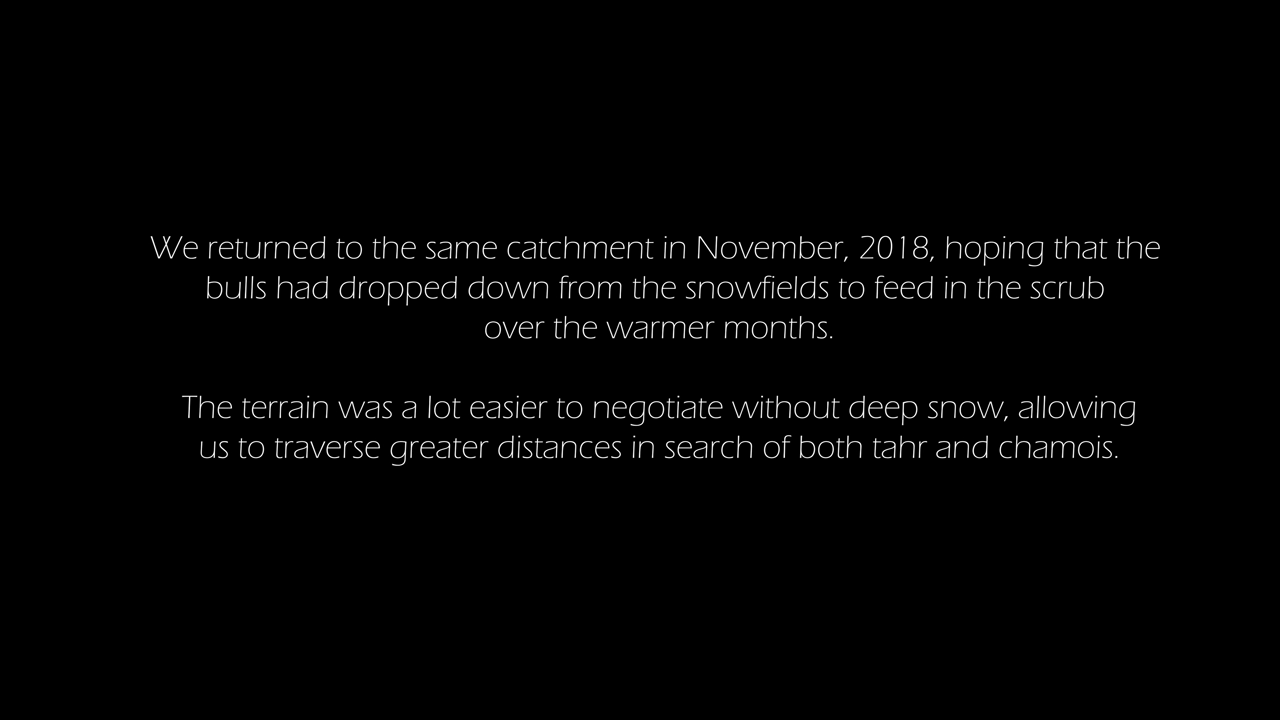 We returned to the same catchment in November, 2018, hoping that the
bulls had dropped down from the snowfields to feed in the scrub
over the warmer months.
The terrain was a lot easier to negotiate without deep snow, allowing
us to traverse greater distances in search of both tahr and chamois.